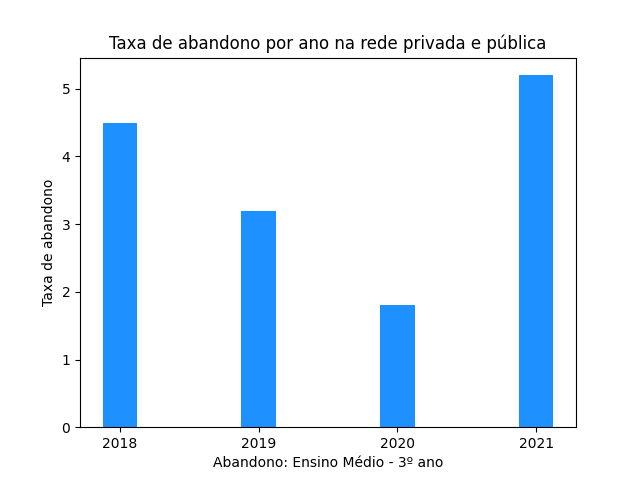 Taxa de abandono por ano na rede privada e pública
Taxa de abandono
5
4
3
2
1
0
2018 2019 2020 2021
Abandono: Ensino Médio - 3º ano